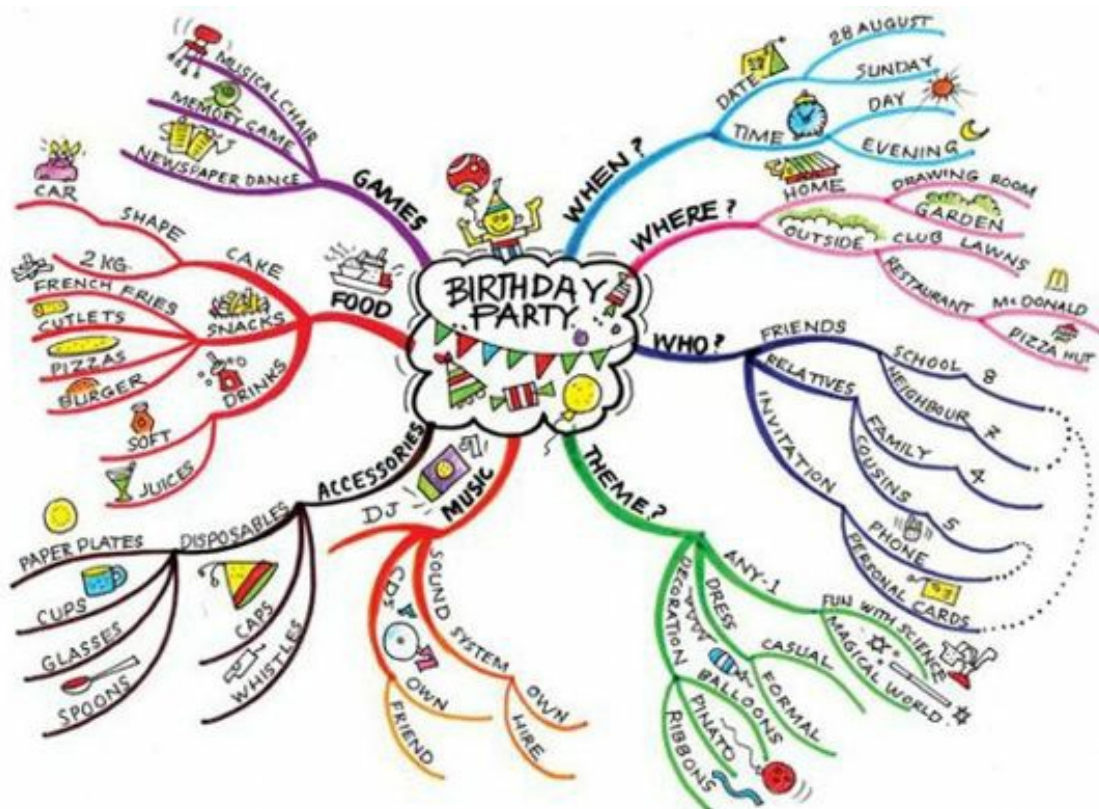 BIRTHDAY
PARTY
WHEN?
DATE
28 AUGUST
SUNDAY
TIME
DAY
EVENING
WHERE?
HOME
DRAWING ROOM
GARDEN
OUTSIDE
CLUB LAWNS
RESTAURANT
McDONALD
PIZZA HUT
WHO?
FRIENDS
SCHOOL 8
NEIGHBOUR 7
RELATIVES
FAMILY 4
COUSINS 5
INVITATION
PHONE
PERSONAL CARDS
THEME?
ANY-1
FUN WITH SCIENCE
MAGICAL WORLD
DRESS
CASUAL
FORMAL
DECORATION
BALLOONS
PINATO
RIBBONS
MUSIC
SOUND SYSTEM
OWN
HIRE
CDs
OWN
FRIEND
DJ
ACCESSORIES
CAPS
WHISTLES
DISPOSABLES
PAPER PLATES
CUPS
GLASSES
SPOONS
FOOD
CAKE
SHAPE
CAR
2 KG
SNACKS
FRENCH FRIES
CUTLETS
PIZZAS
BURGER
DRINKS
SOFT
JUICES
GAMES
MUSICAL CHAIR
MEMORY GAME
NEWSPAPER DANCE